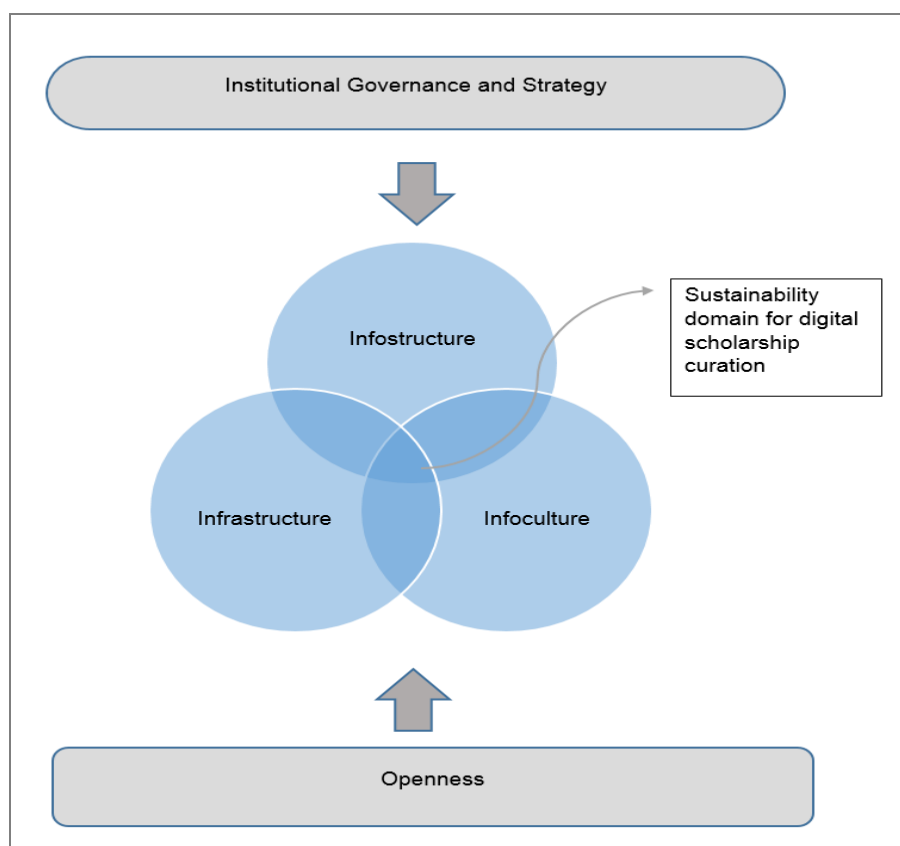 Institutional Governance and Strategy
Infostructure
Sustainability
domain for digital
scholarship
curation
Infrastructure
Infoculture
Openness